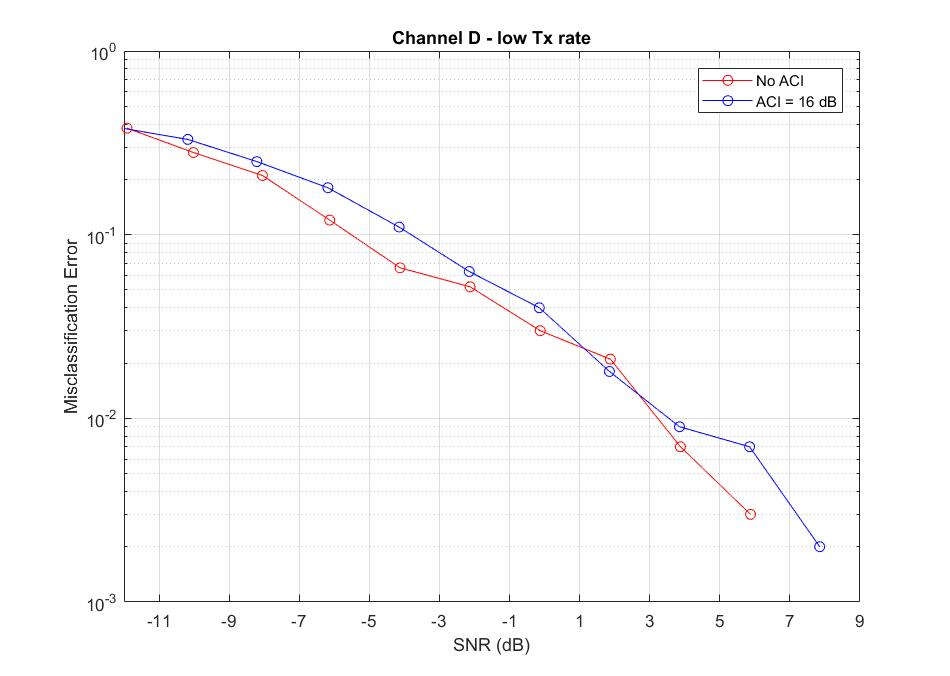 Channel D - low Tx rate
10^0
10^-1
10^-2
10^-3
Misclassification Error
No ACI
ACI = 16 dB
-11 -9 -7 -5 -3 -1 1 3 5 7 9
SNR (dB)